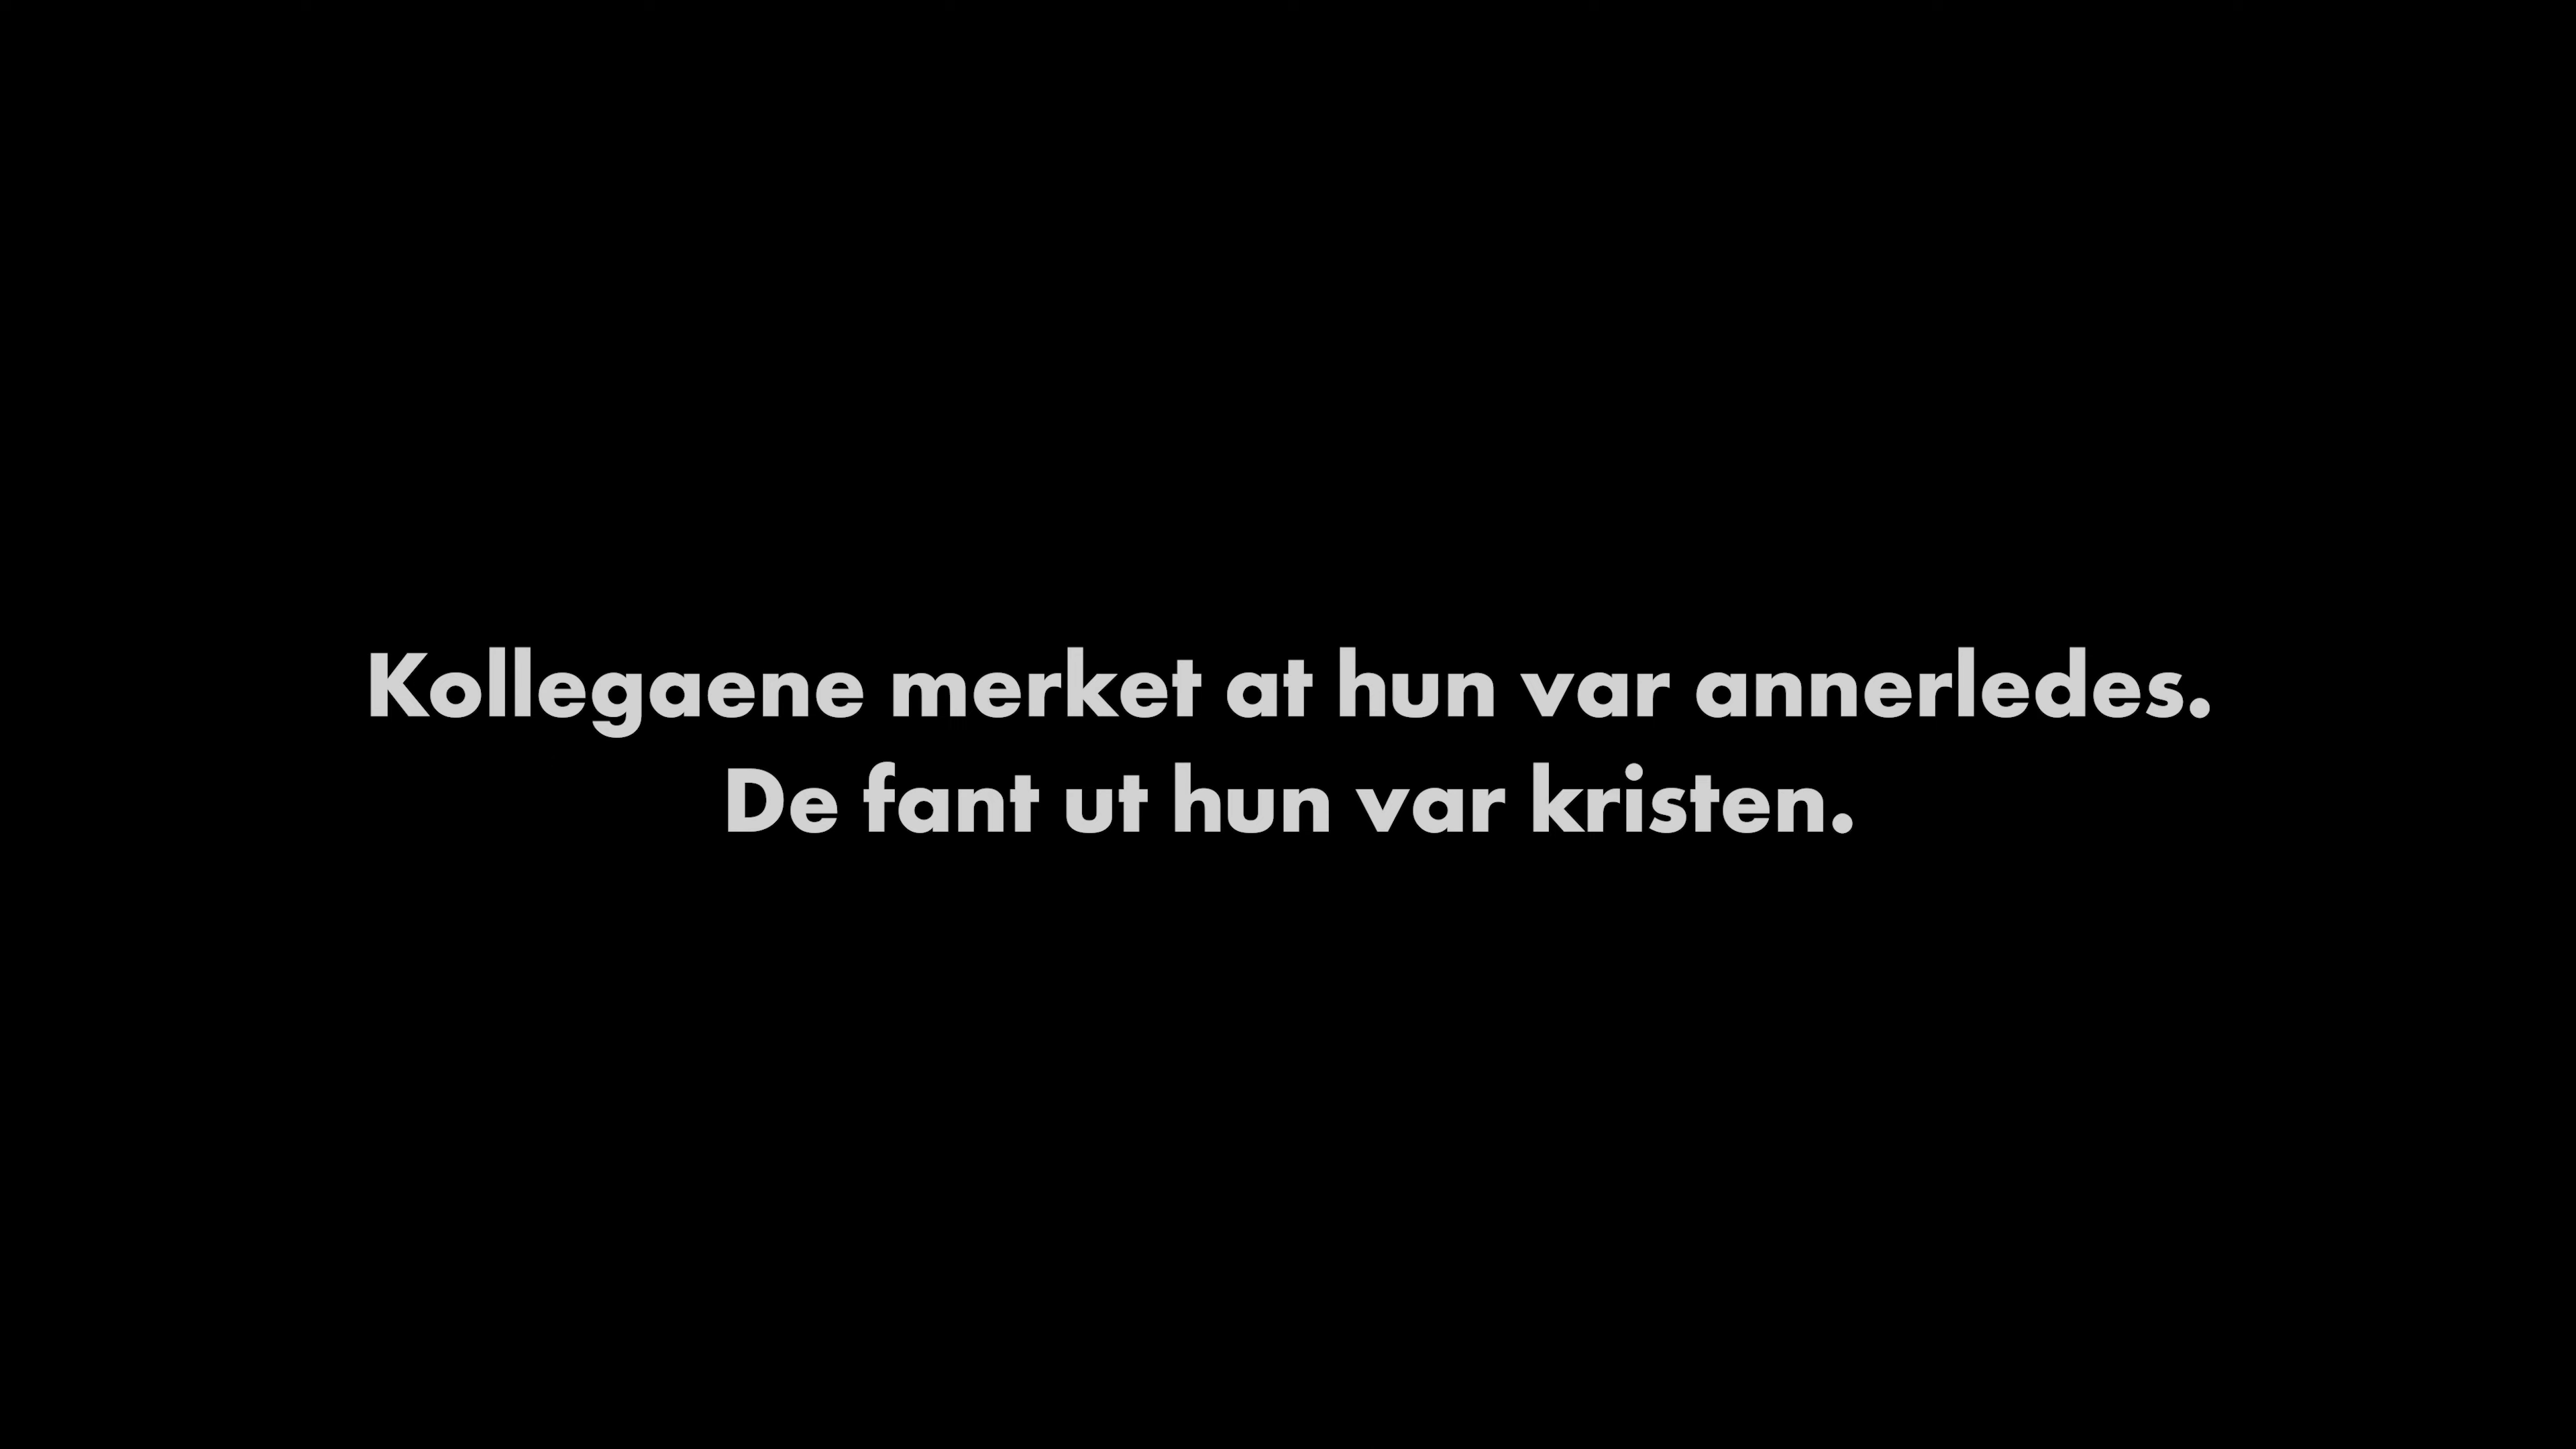 Kollegaene merket at hun var annerledes.
De fant ut hun var kristen.